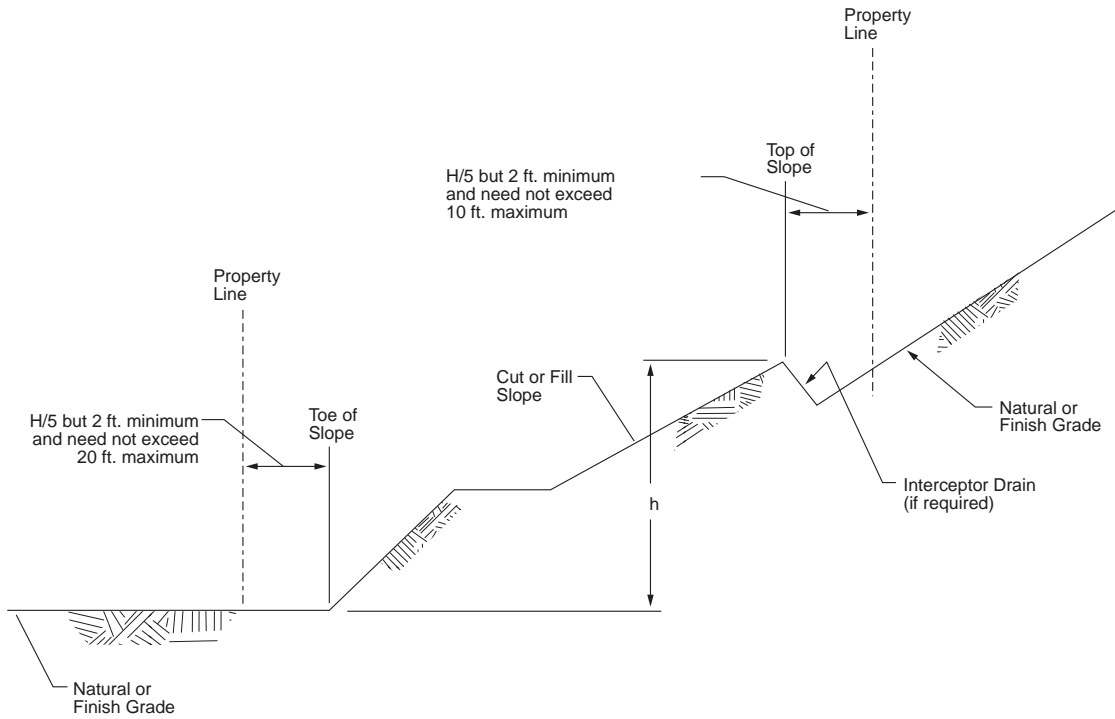 Property
Line
Top of
Slope
H/5 but 2 ft. minimum
and need not exceed
10 ft. maximum
Property
Line
Cut or Fill
Slope
Toe of
Slope
H/5 but 2 ft. minimum
and need not exceed
20 ft. maximum
Natural or
Finish Grade
Interceptor Drain
(if required)
h
Natural or
Finish Grade